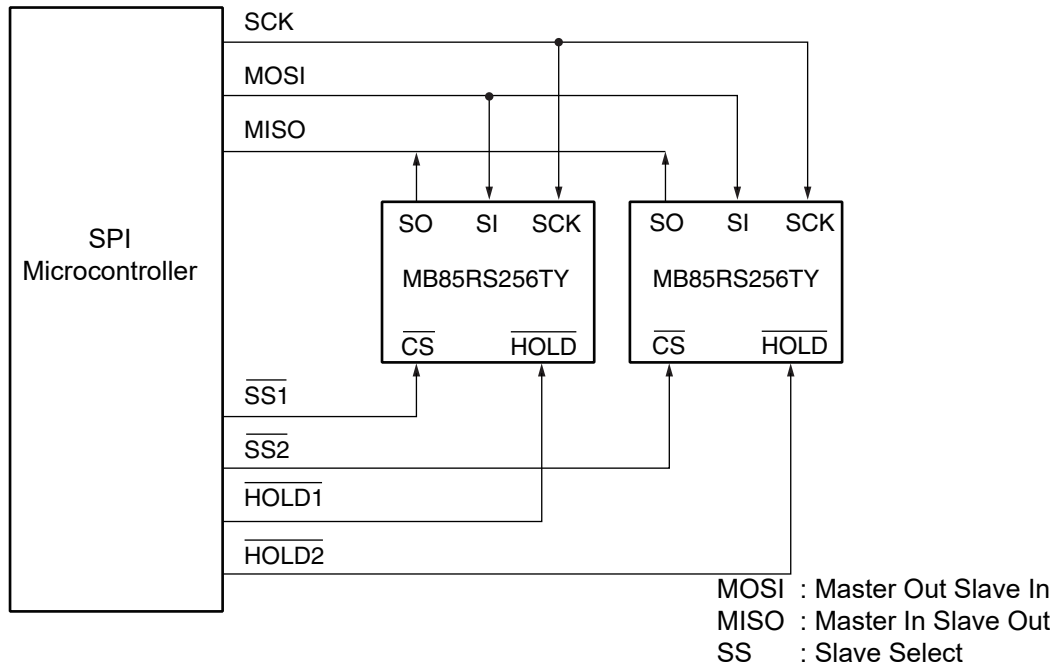 SCK
MOSI
MISO
SPI
Microcontroller
SO SI SCK
MB85RS256TY
CS HOLD
SO SI SCK
MB85RS256TY
CS HOLD
SS1
SS2
HOLD1
HOLD2
MOSI : Master Out Slave In
MISO : Master In Slave Out
SS : Slave Select